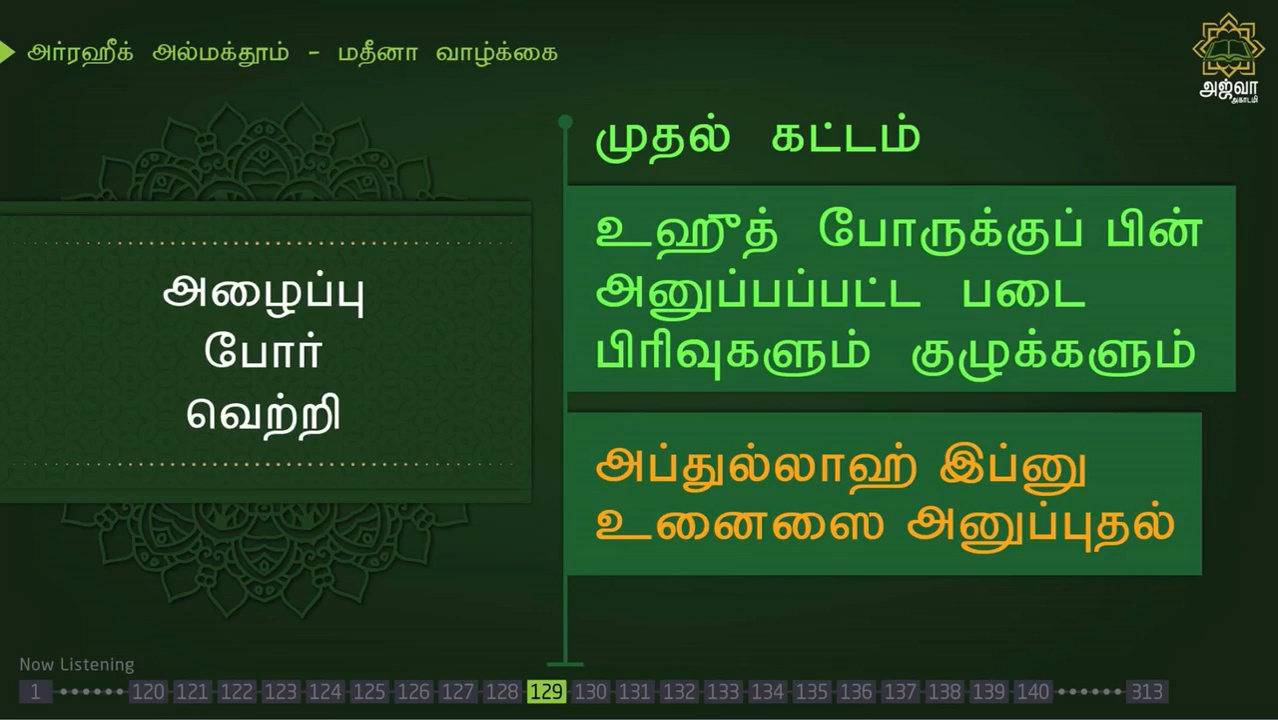 அர்ரஹீக் அல்மக்தூம் - மதீனா வாழ்க்கை
அஜ்வா
அகாடமி
அழைப்பு
போர்
வெற்றி
முதல் கட்டம்
உஹுத் போருக்குப் பின்
அனுப்பப்பட்ட படை
பிரிவுகளும் குழுக்களும்
அப்துல்லாஹ் இப்னு
உனைஸை அனுப்புதல்
Now Listening
1 •••••• 120 121 122 123 124 125 126 127 128 129 130 131 132 133 134 135 136 137 138 139 140 •••••• 313